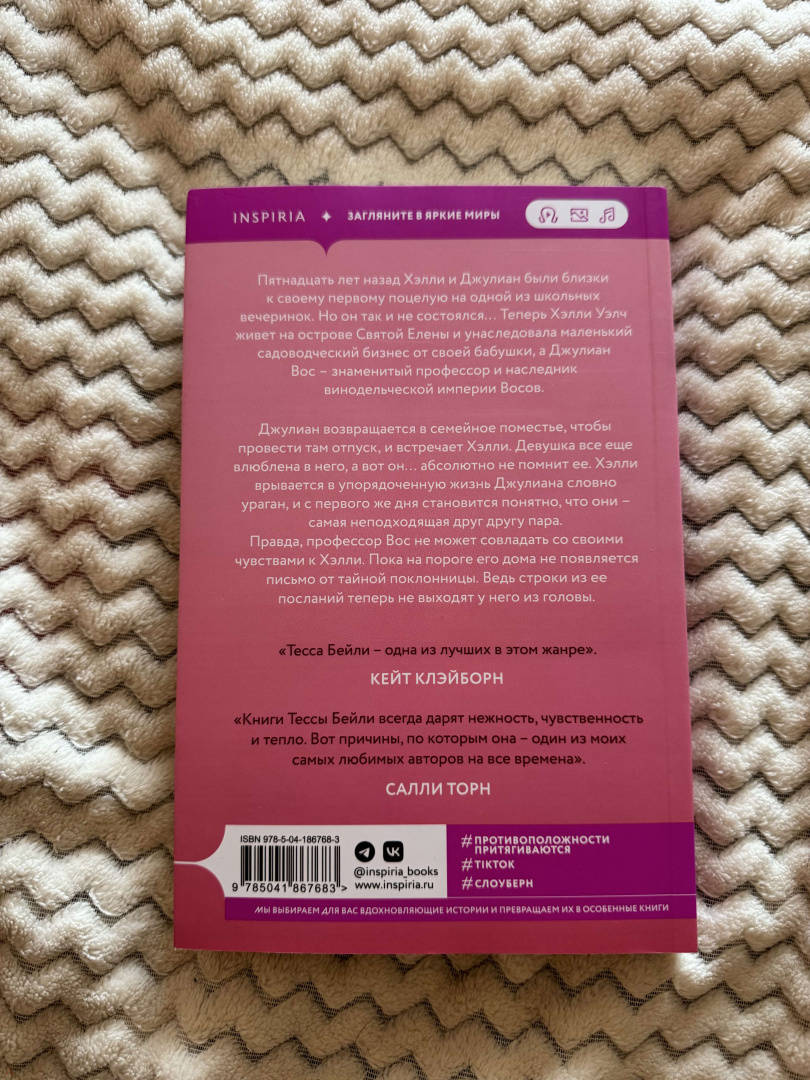 INSPIRIA ✦ ЗАГЛЯНИТЕ В ЯРКИЕ МИРЫ
Пятнадцать лет назад Хэлли и Джулиан были близки
к своему первому поцелую на одной из школьных
вечеринок. Но он так и не состоялся... Теперь Хэлли Уэлч
живет на острове Святой Елены и унаследовала маленький
садоводческий бизнес от своей бабушки, а Джулиан
Вос – знаменитый профессор и наследник
винодельческой империи Восов.
Джулиан возвращается в семейное поместье, чтобы
провести там отпуск, и встречает Хэлли. Девушка все еще
влюблена в него, а вот он... абсолютно не помнит ее. Хэлли
врывается в упорядоченную жизнь Джулиана словно
ураган, и с первого же дня становится понятно, что они –
самая неподходящая друг другу пара.
Правда, профессор Вос не может совладать со своими
чувствами к Хэлли. Пока на пороге его дома не появляется
письмо от тайной поклонницы. Ведь строки из ее
посланий теперь не выходят у него из головы.
«Тесса Бейли – одна из лучших в этом жанре».
КЕЙТ КЛЭЙБОРН
«Книги Тессы Бейли всегда дарят нежность, чувственность
и тепло. Вот причины, по которым она – один из моих
самых любимых авторов на все времена».
САЛЛИ ТОРН
ISBN 978-5-04-186768-3
9 785041 867683 >
@inspiria_books
www.inspiria.ru
#ПРОТИВОПОЛОЖНОСТИ
ПРИТЯГИВАЮТСЯ
#TIKTOK
#СЛОУБЕРН
МЫ ВЫБИРАЕМ ДЛЯ ВАС ВДОХНОВЛЯЮЩИЕ ИСТОРИИ И ПРЕВРАЩАЕМ ИХ В ОСОБЕННЫЕ КНИГИ